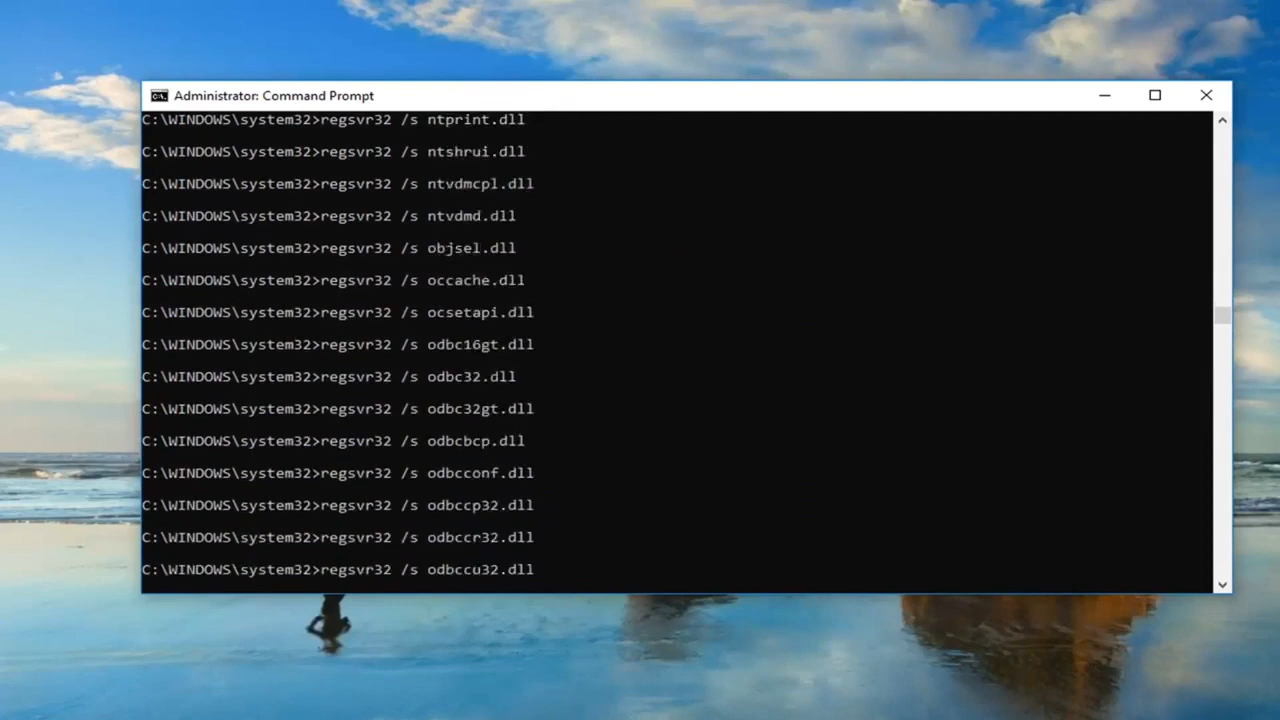 Administrator: Command Prompt
C:\WINDOWS\system32>regsvr32 /s ntprint.dll
C:\WINDOWS\system32>regsvr32 /s ntshrui.dll
C:\WINDOWS\system32>regsvr32 /s ntvdmcpl.dll
C:\WINDOWS\system32>regsvr32 /s ntvdmd.dll
C:\WINDOWS\system32>regsvr32 /s objsel.dll
C:\WINDOWS\system32>regsvr32 /s occache.dll
C:\WINDOWS\system32>regsvr32 /s ocsetapi.dll
C:\WINDOWS\system32>regsvr32 /s odbc16gt.dll
C:\WINDOWS\system32>regsvr32 /s odbc32.dll
C:\WINDOWS\system32>regsvr32 /s odbc32gt.dll
C:\WINDOWS\system32>regsvr32 /s odbcbcp.dll
C:\WINDOWS\system32>regsvr32 /s odbcconf.dll
C:\WINDOWS\system32>regsvr32 /s odbccp32.dll
C:\WINDOWS\system32>regsvr32 /s odbccr32.dll
C:\WINDOWS\system32>regsvr32 /s odbccu32.dll